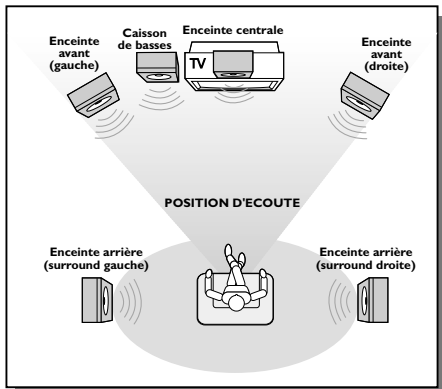 Enceinte
avant
(gauche)
Caisson
de basses
Enceinte centrale
TV
Enceinte
avant
(droite)
POSITION D'ECOUTE
Enceinte arrière
(surround gauche)
Enceinte arrière
(surround droite)